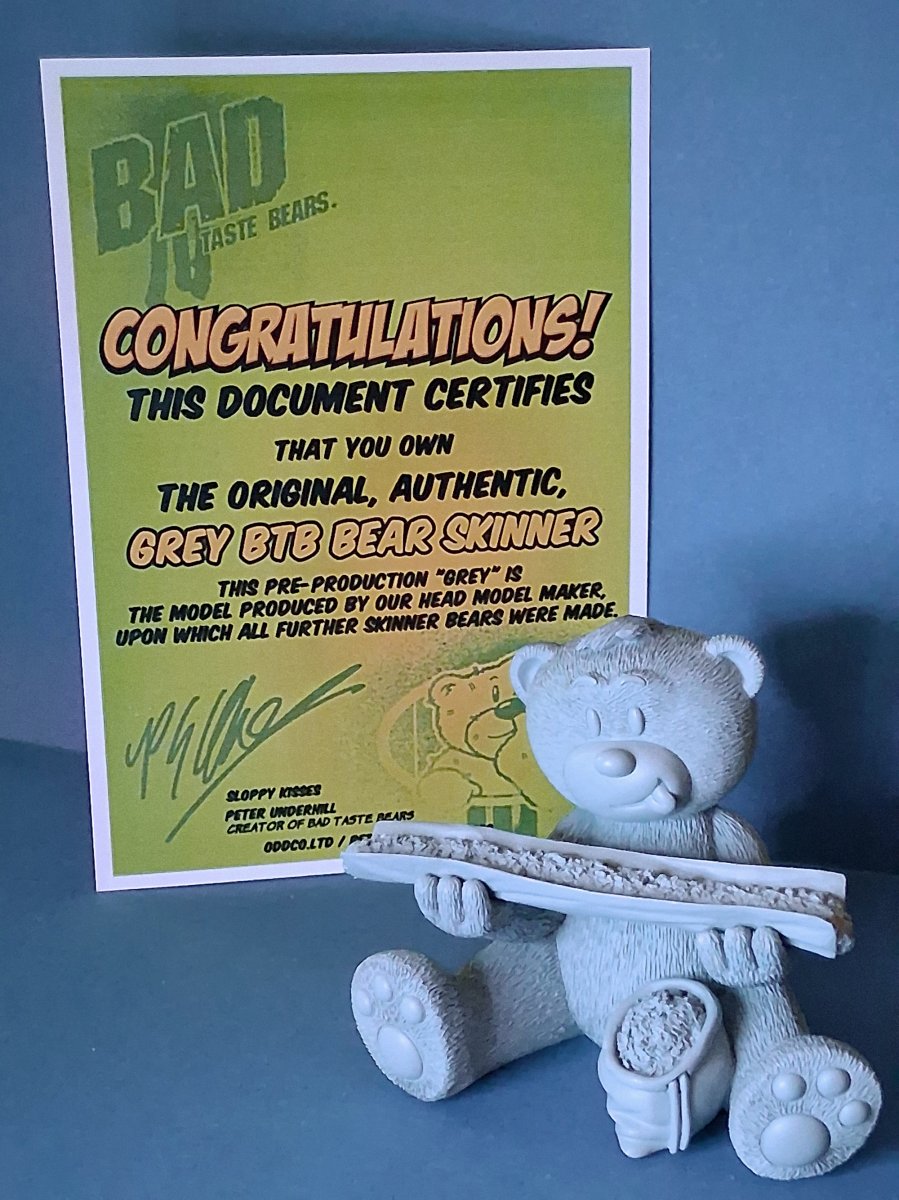 BAD
TASTE BEARS.
CONGRATULATIONS!
THIS DOCUMENT CERTIFIES
THAT YOU OWN
THE ORIGINAL, AUTHENTIC,
GREY BTB BEAR SKINNER
THIS PRE-PRODUCTION "GREY" IS
THE MODEL PRODUCED BY OUR HEAD MODEL MAKER,
UPON WHICH ALL FURTHER SKINNER BEARS WERE MADE.
SLOPPY KISSES
PETER UNDERHILL
CREATOR OF BAD TASTE BEARS
ODDCO.LTD /